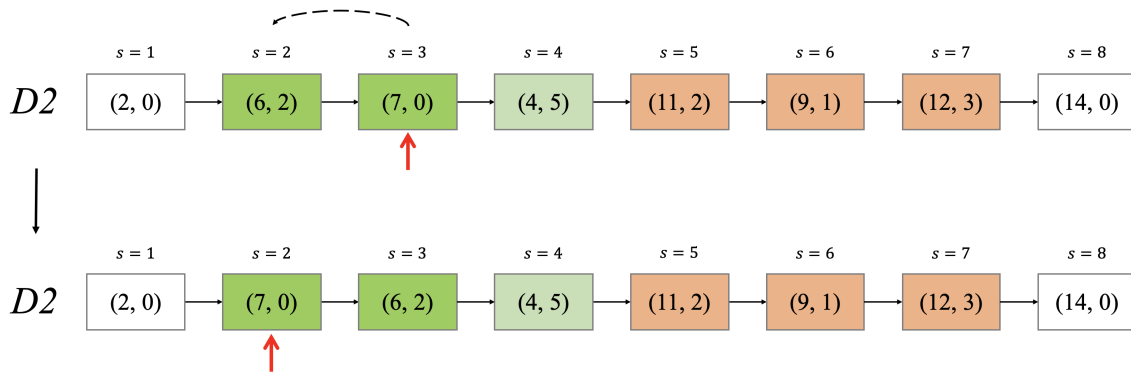 s = 1 s = 2 s = 3 s = 4 s = 5 s = 6 s = 7 s = 8
D2 (2, 0) (6, 2) (7, 0) (4, 5) (11, 2) (9, 1) (12, 3) (14, 0)
s = 1 s = 2 s = 3 s = 4 s = 5 s = 6 s = 7 s = 8
D2 (2, 0) (7, 0) (6, 2) (4, 5) (11, 2) (9, 1) (12, 3) (14, 0)